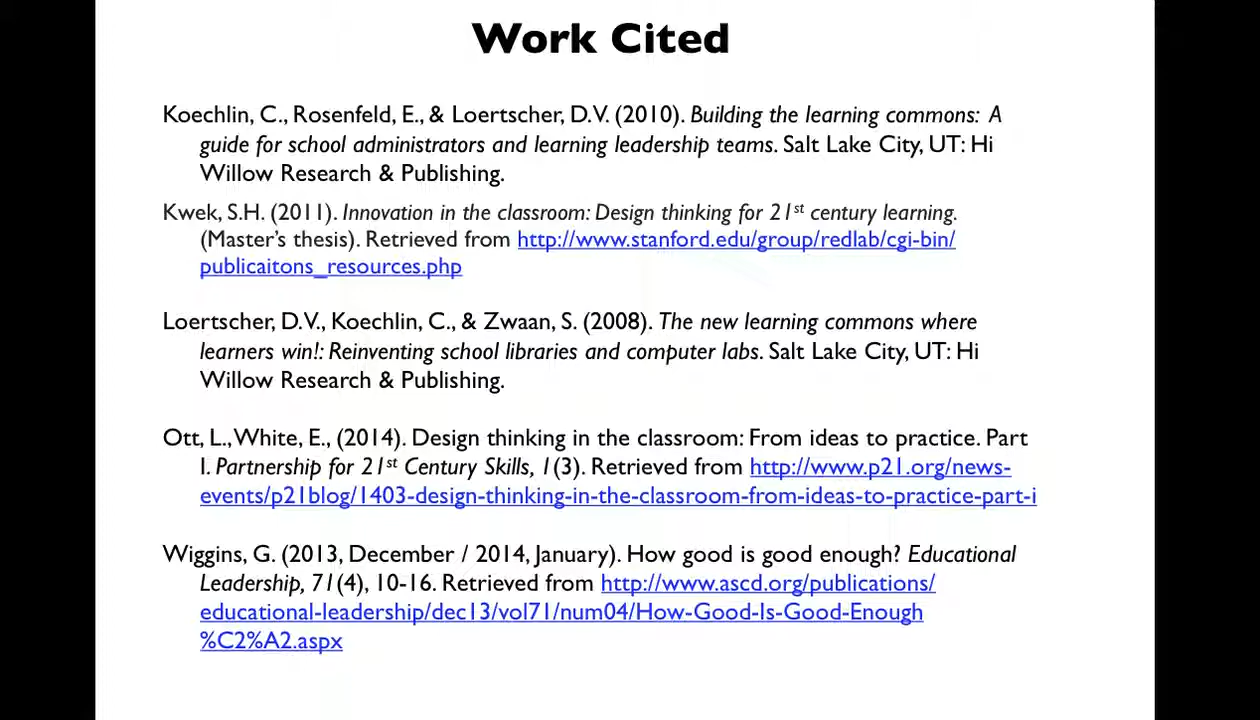 Work Cited
Koechlin, C., Rosenfeld, E., & Loertscher, D.V. (2010). Building the learning commons: A
guide for school administrators and learning leadership teams. Salt Lake City, UT: Hi
Willow Research & Publishing.
Kwek, S.H. (2011). Innovation in the classroom: Design thinking for 21st century learning.
(Master's thesis). Retrieved from http://www.stanford.edu/group/redlab/cgi-bin/
publicaitons_resources.php
Loertscher, D.V., Koechlin, C., & Zwaan, S. (2008). The new learning commons where
learners win!: Reinventing school libraries and computer labs. Salt Lake City, UT: Hi
Willow Research & Publishing.
Ott, L., White, E., (2014). Design thinking in the classroom: From ideas to practice. Part
I. Partnership for 21st Century Skills, 1(3). Retrieved from http://www.p21.org/news-
events/p21blog/1403-design-thinking-in-the-classroom-from-ideas-to-practice-part-i
Wiggins, G. (2013, December / 2014, January). How good is good enough? Educational
Leadership, 71(4), 10-16. Retrieved from http://www.ascd.org/publications/
educational-leadership/dec13/vol71/num04/How-Good-Is-Good-Enough
%C2%A2.aspx